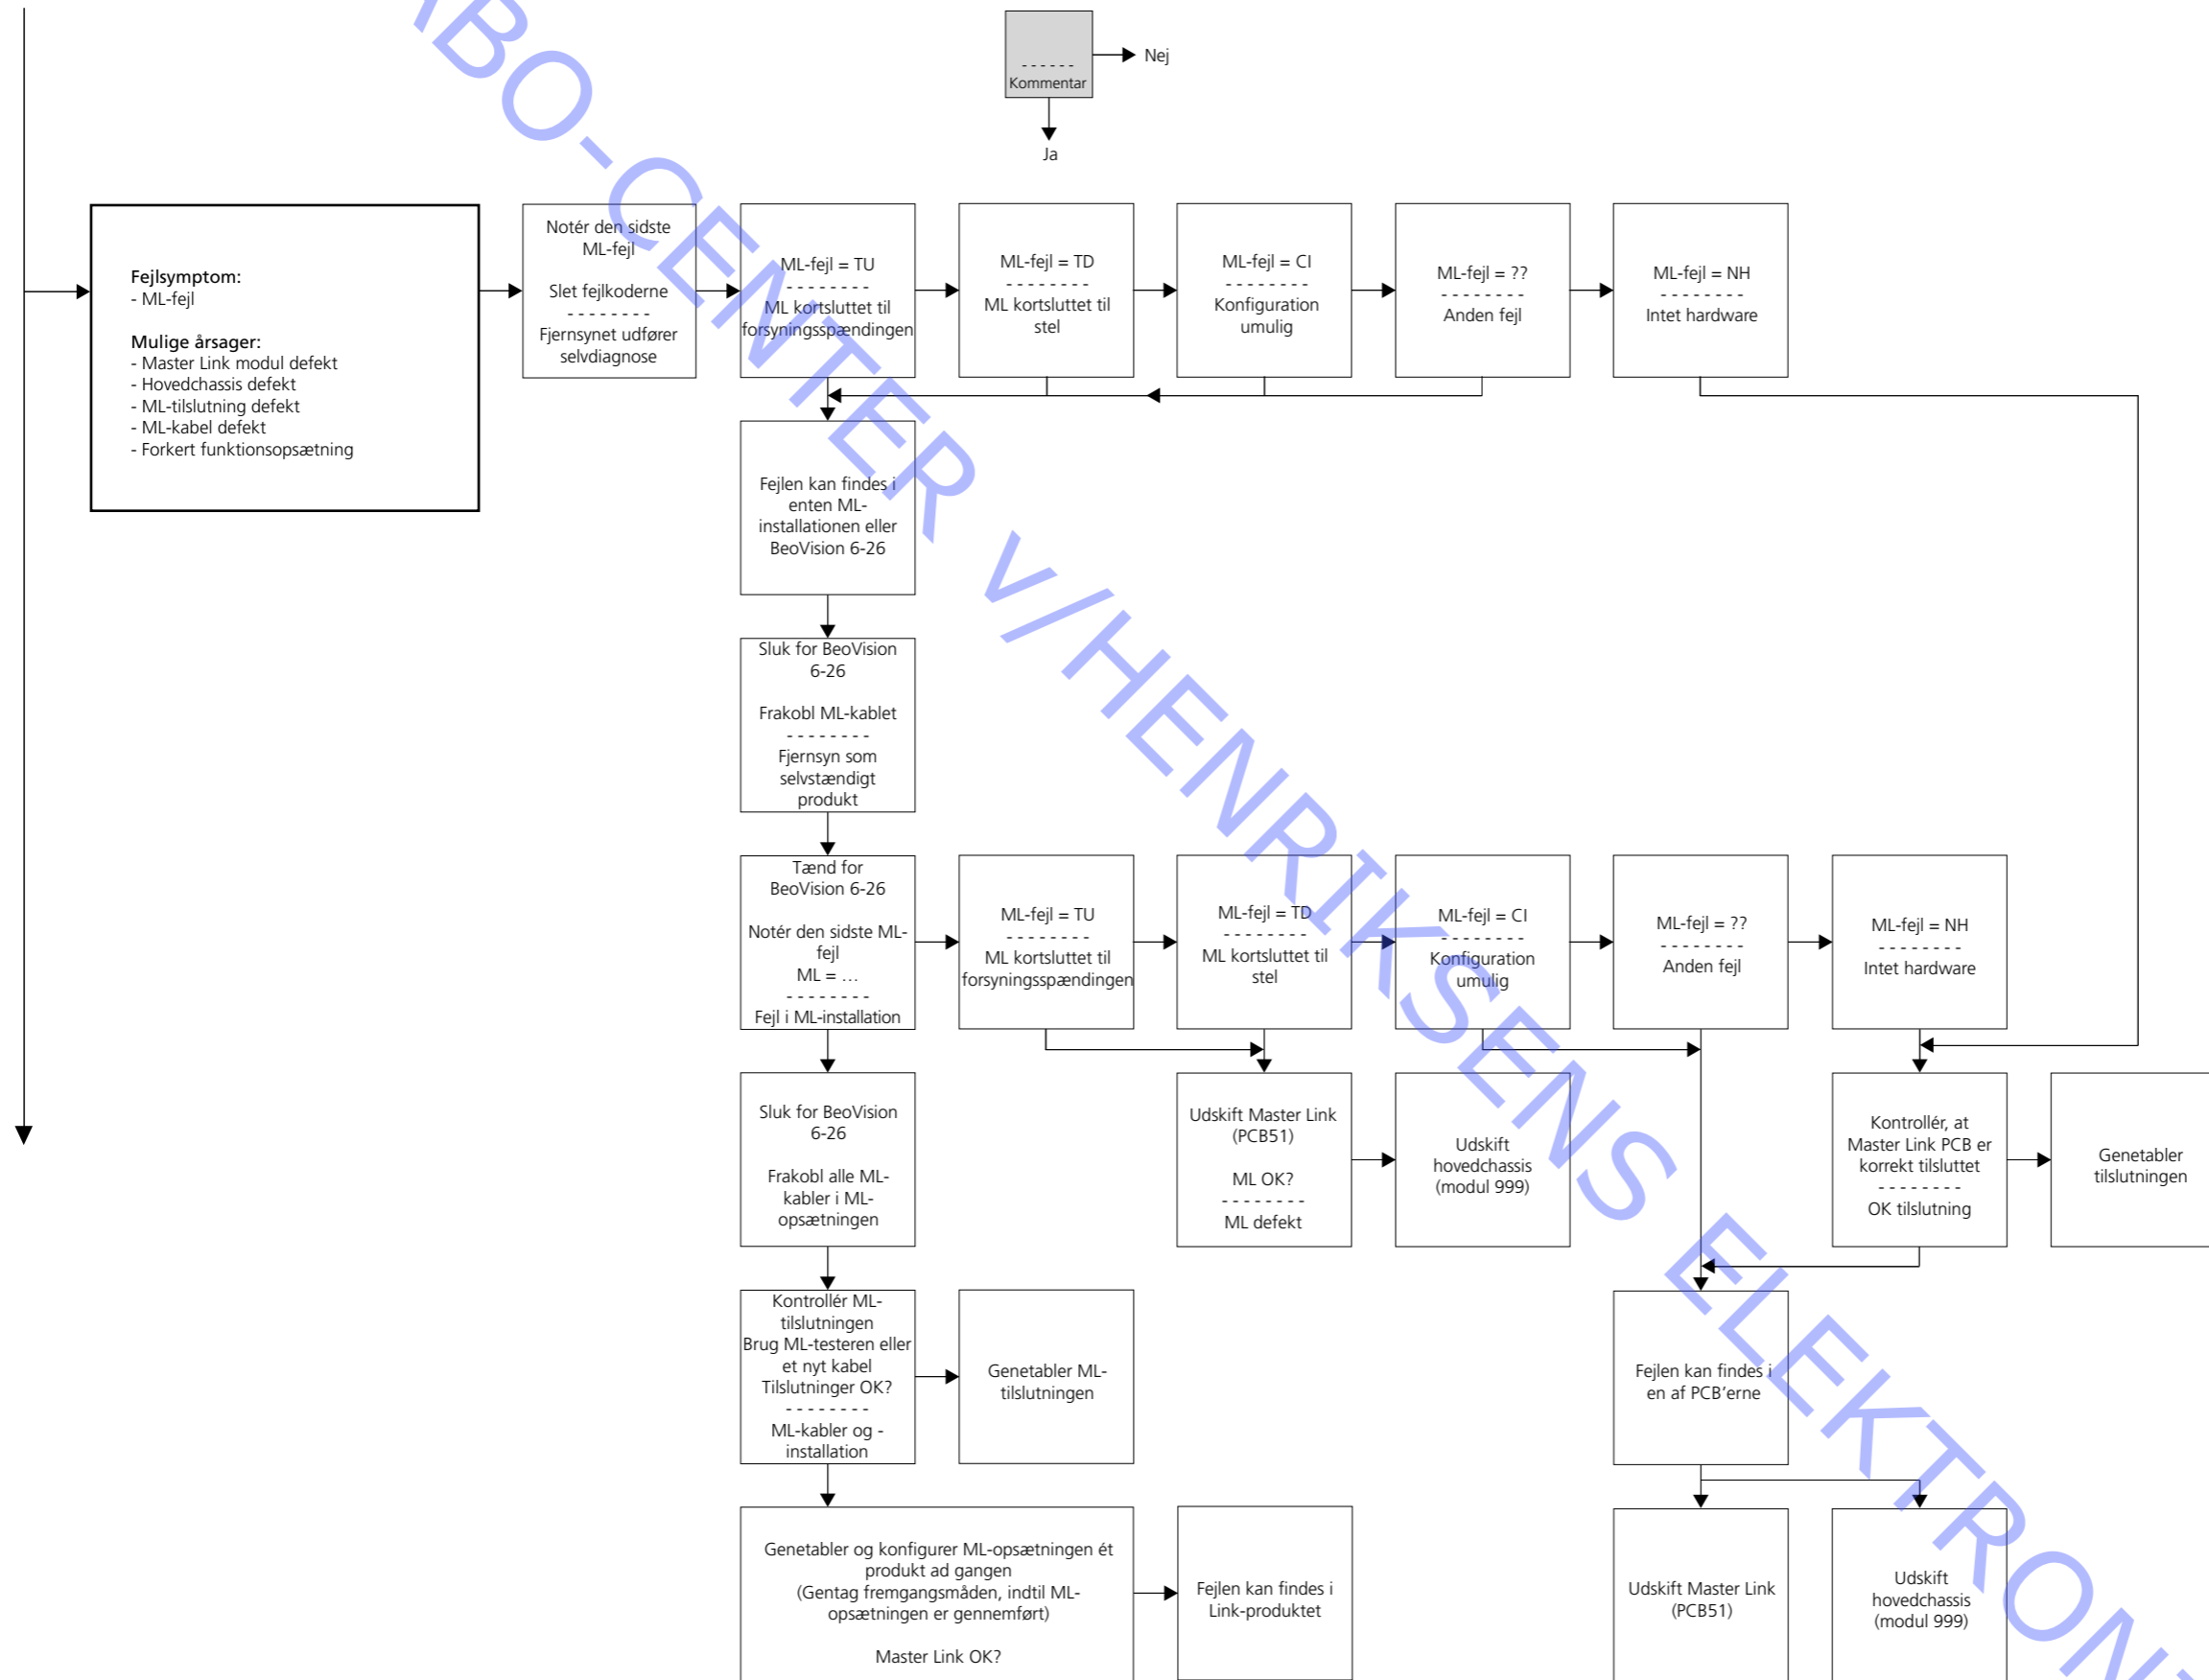 - - - - - -
Kommentar
Nej
Ja
Fejlsymptom:
- ML-fejl
Mulige årsager:
- Master Link modul defekt
- Hovedchassis defekt
- ML-tilslutning defekt
- ML-kabel defekt
- Forkert funktionsopsætning
Notér den sidste
ML-fejl
Slet fejlkoderne
- - - - - - - -
Fjernsynet udfører
selvdiagnose
ML-fejl = TU
- - - - - - - -
ML kortsluttet til
forsyningsspændingen
ML-fejl = TD
- - - - - - - -
ML kortsluttet til
stel
ML-fejl = CI
- - - - - - - -
Konfiguration
umulig
ML-fejl = ??
- - - - - - - -
Anden fejl
ML-fejl = NH
- - - - - - - -
Intet hardware
Fejlen kan findes i
enten ML-
installationen eller
BeoVision 6-26
Sluk for BeoVision
6-26
Frakobl ML-kablet
- - - - - - - -
Fjernsyn som
selvstændigt
produkt
Tænd for
BeoVision 6-26
Notér den sidste ML-
fejl
ML = ...
- - - - - - - -
Fejl i ML-installation
ML-fejl = TU
- - - - - - - -
ML kortsluttet til
forsyningsspændingen
ML-fejl = TD
- - - - - - - -
ML kortsluttet til
stel
ML-fejl = CI
- - - - - - - -
Konfiguration
umulig
ML-fejl = ??
- - - - - - - -
Anden fejl
ML-fejl = NH
- - - - - - - -
Intet hardware
Sluk for BeoVision
6-26
Frakobl alle ML-
kabler i ML-
opsætningen
Udskift Master Link
(PCB51)
ML OK?
- - - - - - - -
ML defekt
Udskift
hovedchassis
(modul 999)
Kontrollér, at
Master Link PCB er
korrekt tilsluttet
- - - - - - - -
OK tilslutning
Genetabler
tilslutningen
Kontrollér ML-
tilslutningen
Brug ML-testeren eller
et nyt kabel
Tilslutninger OK?
- - - - - - - -
ML-kabler og -
installation
Genetabler ML-
tilslutningen
Fejlen kan findes i
en af PCB'erne
Genetabler og konfigurer ML-opsætningen ét
produkt ad gangen
(Gentag fremgangsmåden, indtil ML-
opsætningen er gennemført)
Master Link OK?
Fejlen kan findes i
Link-produktet
Udskift Master Link
(PCB51)
Udskift
hovedchassis
(modul 999)
BO-CENTER v/HENRIKSENS ELEKTRON